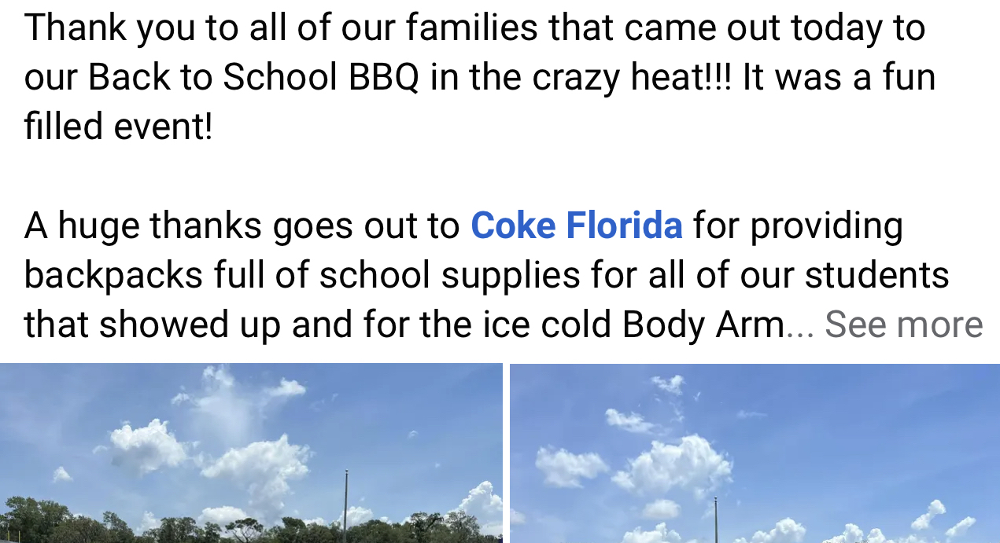 Thank you to all of our families that came out today to
our Back to School BBQ in the crazy heat!!! It was a fun
filled event!
A huge thanks goes out to Coke Florida for providing
backpacks full of school supplies for all of our students
that showed up and for the ice cold Body Arm... See more